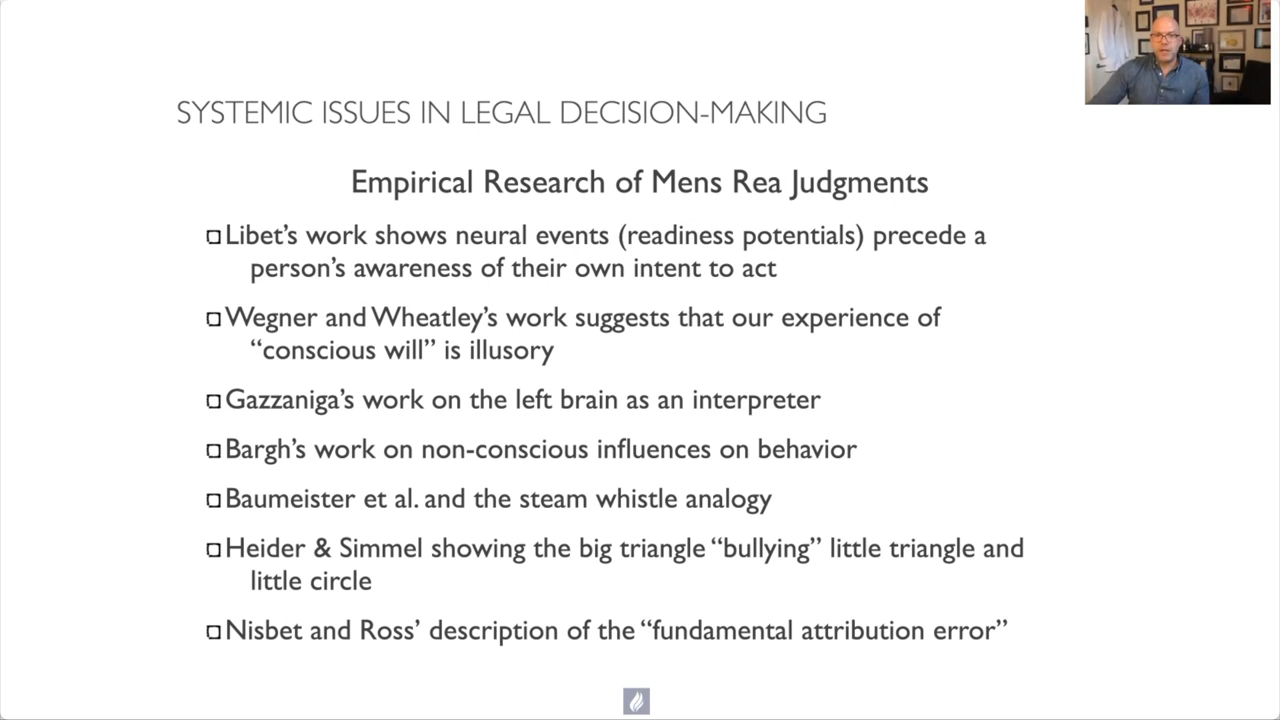 SYSTEMIC ISSUES IN LEGAL DECISION-MAKING
Empirical Research of Mens Rea Judgments
Libet’s work shows neural events (readiness potentials) precede a
person’s awareness of their own intent to act
Wegner and Wheatley’s work suggests that our experience of
“conscious will” is illusory
Gazzaniga’s work on the left brain as an interpreter
Bargh’s work on non-conscious influences on behavior
Baumeister et al. and the steam whistle analogy
Heider & Simmel showing the big triangle “bullying” little triangle and
little circle
Nisbet and Ross’ description of the “fundamental attribution error”